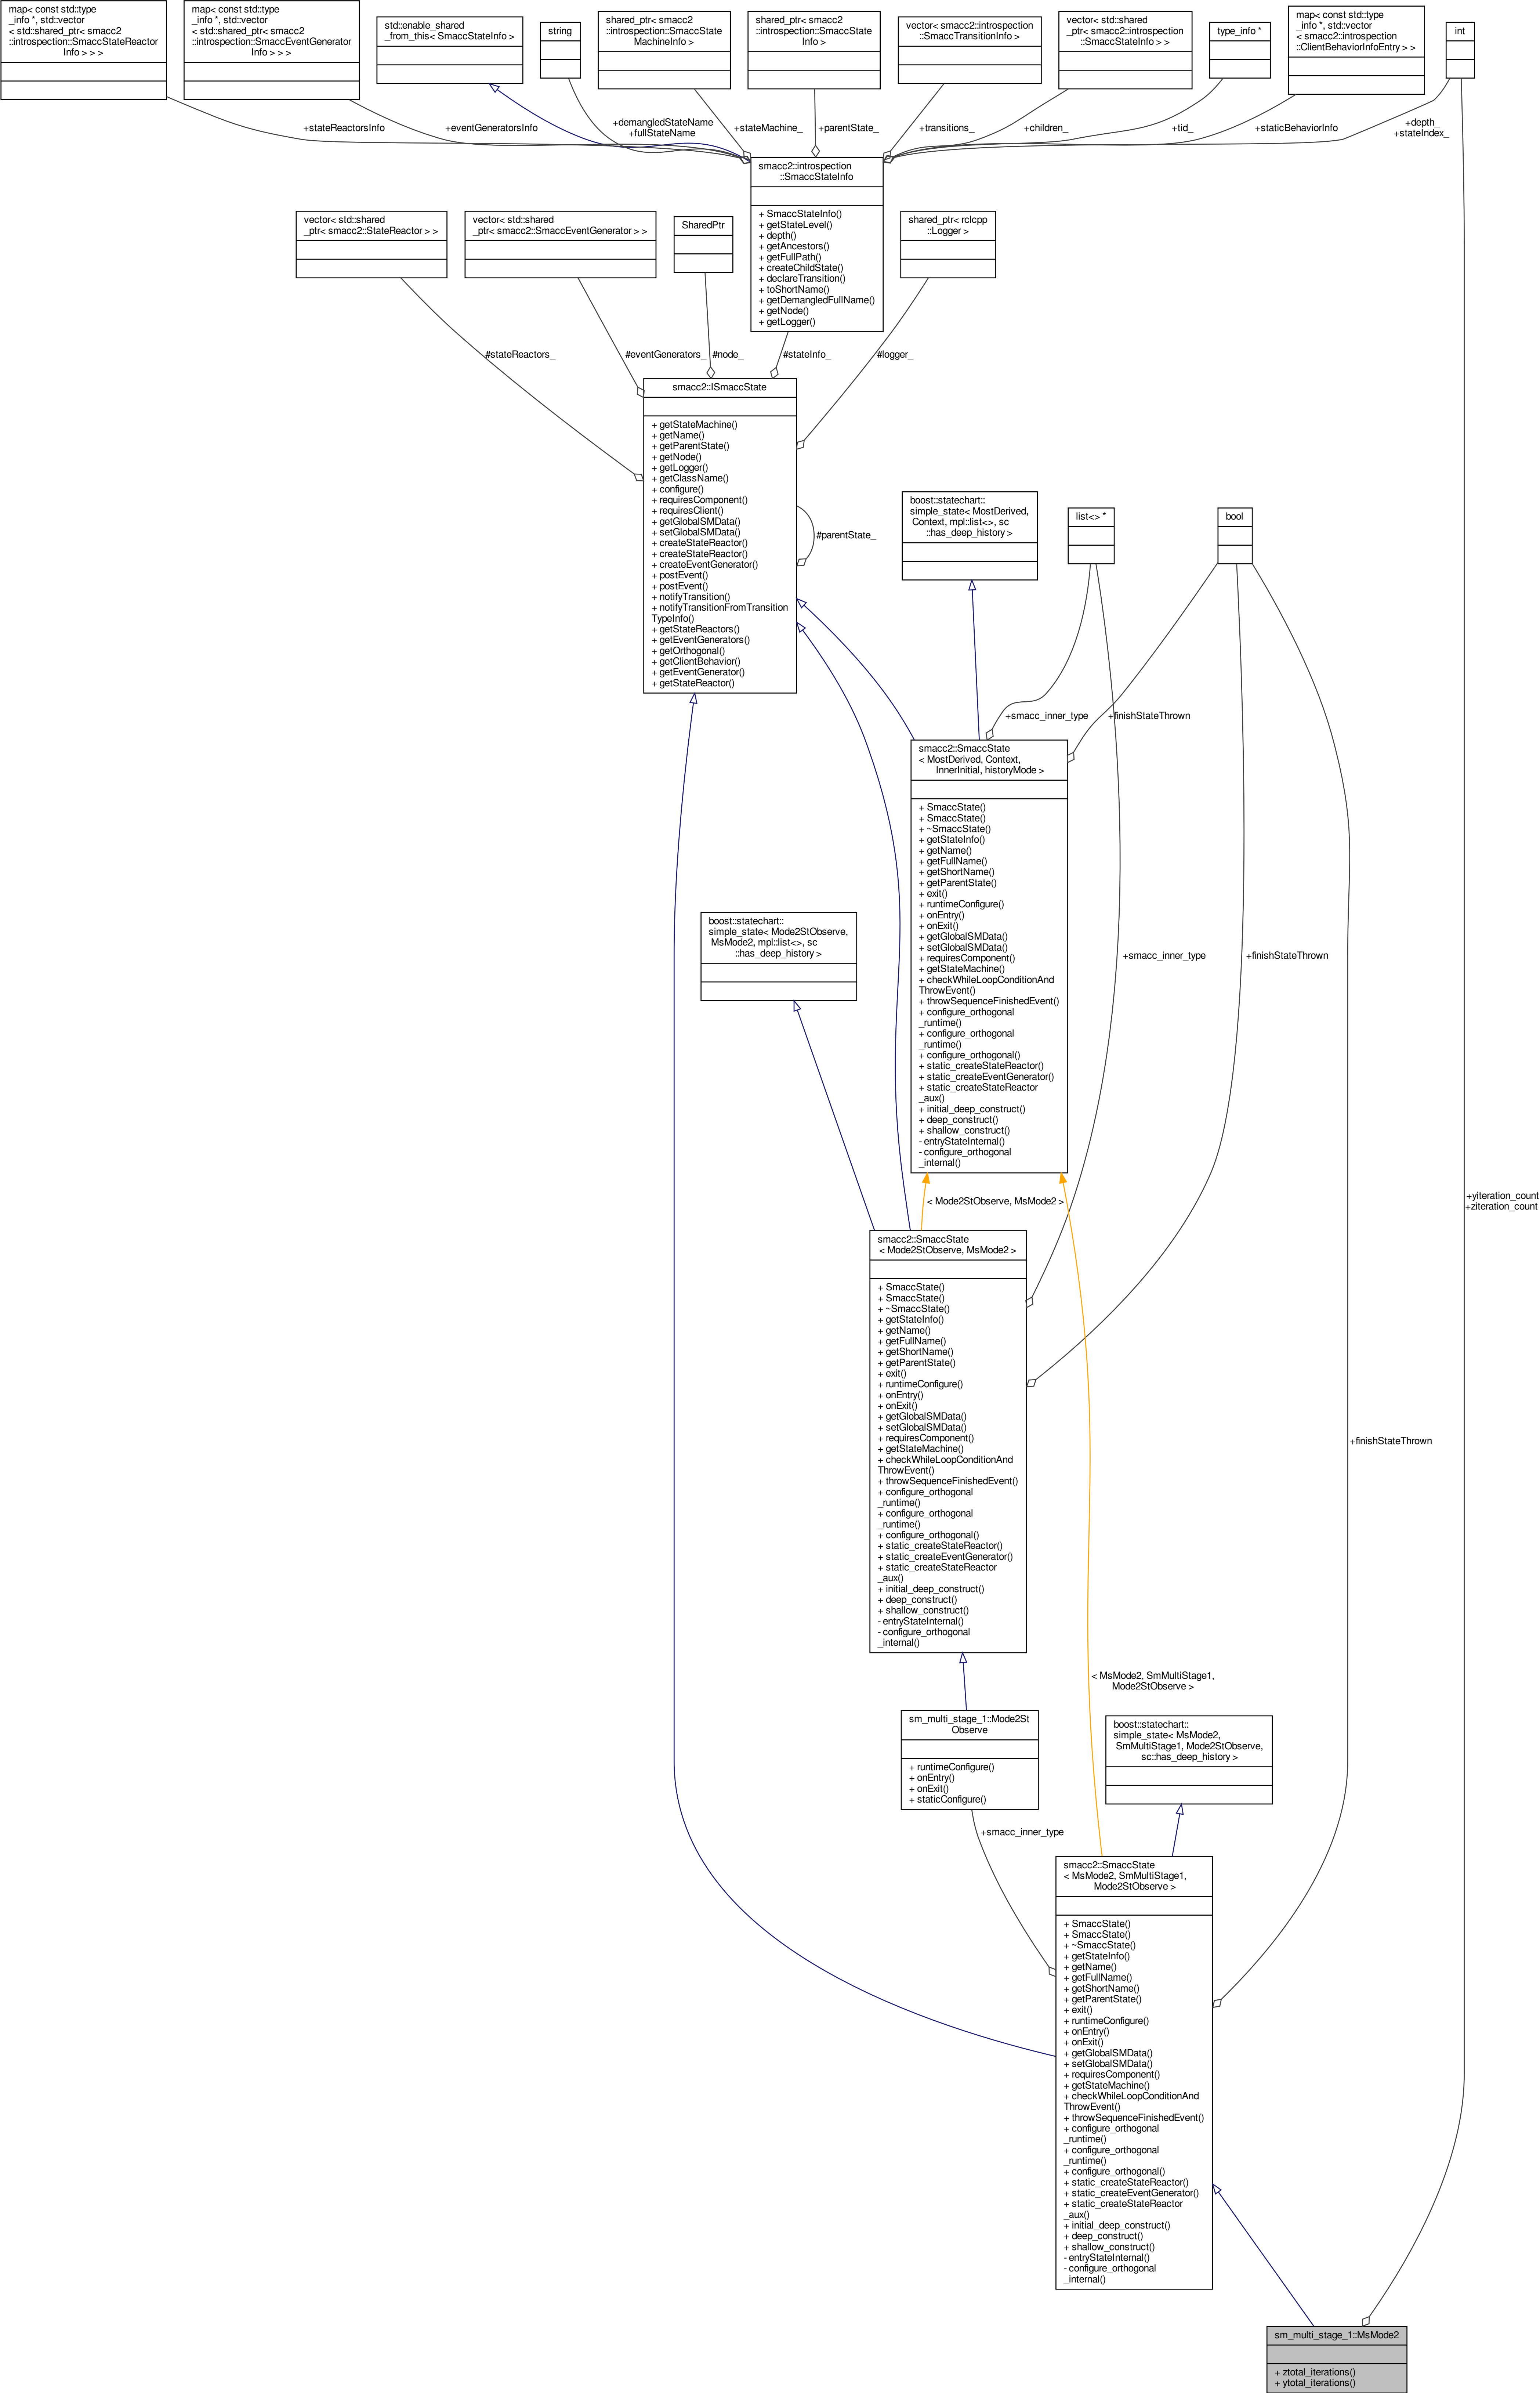 map< const std::type
_info *, std::vector
< std::shared_ptr< smacc2
::introspection::SmaccStateReactor
Info > > >
map< const std::type
_info *, std::vector
< std::shared_ptr< smacc2
::introspection::SmaccEventGenerator
Info > > >
std::enable_shared
_from_this< SmaccStateInfo >
string
shared_ptr< smacc2
::introspection::SmaccState
MachineInfo >
shared_ptr< smacc2
::introspection::SmaccState
Info >
vector< smacc2::introspection
::SmaccTransitionInfo >
vector< std::shared
_ptr< smacc2::introspection
::SmaccStateInfo > >
type_info *
map< const std::type
_info *, std::vector
< smacc2::introspection
::ClientBehaviorInfoEntry > >
int
+stateReactorsInfo
+eventGeneratorsInfo
+demangledStateName
+fullStateName
+stateMachine_
+parentState_
+transitions_
+children_
+tid_
+staticBehaviorInfo
+depth_
+stateIndex_
smacc2::introspection
::SmaccStateInfo
+ SmaccStateInfo()
+ getStateLevel()
+ depth()
+ getAncestors()
+ getFullPath()
+ createChildState()
+ declareTransition()
+ toShortName()
+ getDemangledFullName()
+ getNode()
+ getLogger()
vector< std::shared
_ptr< smacc2::StateReactor > >
vector< std::shared
_ptr< smacc2::SmaccEventGenerator > >
SharedPtr
shared_ptr< rclcpp
::Logger >
#stateReactors_
#eventGenerators_
#node_
#stateInfo_
#logger_
smacc2::ISmaccState
+ getStateMachine()
+ getName()
+ getParentState()
+ getNode()
+ getLogger()
+ getClassName()
+ configure()
+ requiresComponent()
+ requiresClient()
+ getGlobalSMData()
+ setGlobalSMData()
+ createStateReactor()
+ createStateReactor()
+ createEventGenerator()
+ postEvent()
+ postEvent()
+ notifyTransition()
+ notifyTransitionFromTransition
TypeInfo()
+ getStateReactors()
+ getEventGenerators()
+ getOrthogonal()
+ getClientBehavior()
+ getEventGenerator()
+ getStateReactor()
#parentState_
boost::statechart::
simple_state< MostDerived,
Context, mpl::list<>, sc
::has_deep_history >
list<> *
bool
+smacc_inner_type
+finishStateThrown
smacc2::SmaccState
< MostDerived, Context,
InnerInitial, historyMode >
+ SmaccState()
+ SmaccState()
+ ~SmaccState()
+ getStateInfo()
+ getName()
+ getFullName()
+ getShortName()
+ getParentState()
+ exit()
+ runtimeConfigure()
+ onEntry()
+ onExit()
+ getGlobalSMData()
+ setGlobalSMData()
+ requiresComponent()
+ getStateMachine()
+ checkWhileLoopConditionAnd
ThrowEvent()
+ throwSequenceFinishedEvent()
+ configure_orthogonal
_runtime()
+ configure_orthogonal
_runtime()
+ configure_orthogonal()
+ static_createStateReactor()
+ static_createEventGenerator()
+ static_createStateReactor
_aux()
+ initial_deep_construct()
+ deep_construct()
+ shallow_construct()
- entryStateInternal()
- configure_orthogonal
_internal()
boost::statechart::
simple_state< Mode2StObserve,
MsMode2, mpl::list<>, sc
::has_deep_history >
+smacc_inner_type
+finishStateThrown
< Mode2StObserve, MsMode2 >
+yiteration_count
+ziteration_count
smacc2::SmaccState
< Mode2StObserve, MsMode2 >
+ SmaccState()
+ SmaccState()
+ ~SmaccState()
+ getStateInfo()
+ getName()
+ getFullName()
+ getShortName()
+ getParentState()
+ exit()
+ runtimeConfigure()
+ onEntry()
+ onExit()
+ getGlobalSMData()
+ setGlobalSMData()
+ requiresComponent()
+ getStateMachine()
+ checkWhileLoopConditionAnd
ThrowEvent()
+ throwSequenceFinishedEvent()
+ configure_orthogonal
_runtime()
+ configure_orthogonal
_runtime()
+ configure_orthogonal()
+ static_createStateReactor()
+ static_createEventGenerator()
+ static_createStateReactor
_aux()
+ initial_deep_construct()
+ deep_construct()
+ shallow_construct()
- entryStateInternal()
- configure_orthogonal
_internal()
+finishStateThrown
< MsMode2, SmMultiStage1,
Mode2StObserve >
sm_multi_stage_1::Mode2St
Observe
+ runtimeConfigure()
+ onEntry()
+ onExit()
+ staticConfigure()
boost::statechart::
simple_state< MsMode2,
SmMultiStage1, Mode2StObserve,
sc::has_deep_history >
+smacc_inner_type
smacc2::SmaccState
< MsMode2, SmMultiStage1,
Mode2StObserve >
+ SmaccState()
+ SmaccState()
+ ~SmaccState()
+ getStateInfo()
+ getName()
+ getFullName()
+ getShortName()
+ getParentState()
+ exit()
+ runtimeConfigure()
+ onEntry()
+ onExit()
+ getGlobalSMData()
+ setGlobalSMData()
+ requiresComponent()
+ getStateMachine()
+ checkWhileLoopConditionAnd
ThrowEvent()
+ throwSequenceFinishedEvent()
+ configure_orthogonal
_runtime()
+ configure_orthogonal
_runtime()
+ configure_orthogonal()
+ static_createStateReactor()
+ static_createEventGenerator()
+ static_createStateReactor
_aux()
+ initial_deep_construct()
+ deep_construct()
+ shallow_construct()
- entryStateInternal()
- configure_orthogonal
_internal()
sm_multi_stage_1::MsMode2
+ ztotal_iterations()
+ ytotal_iterations()